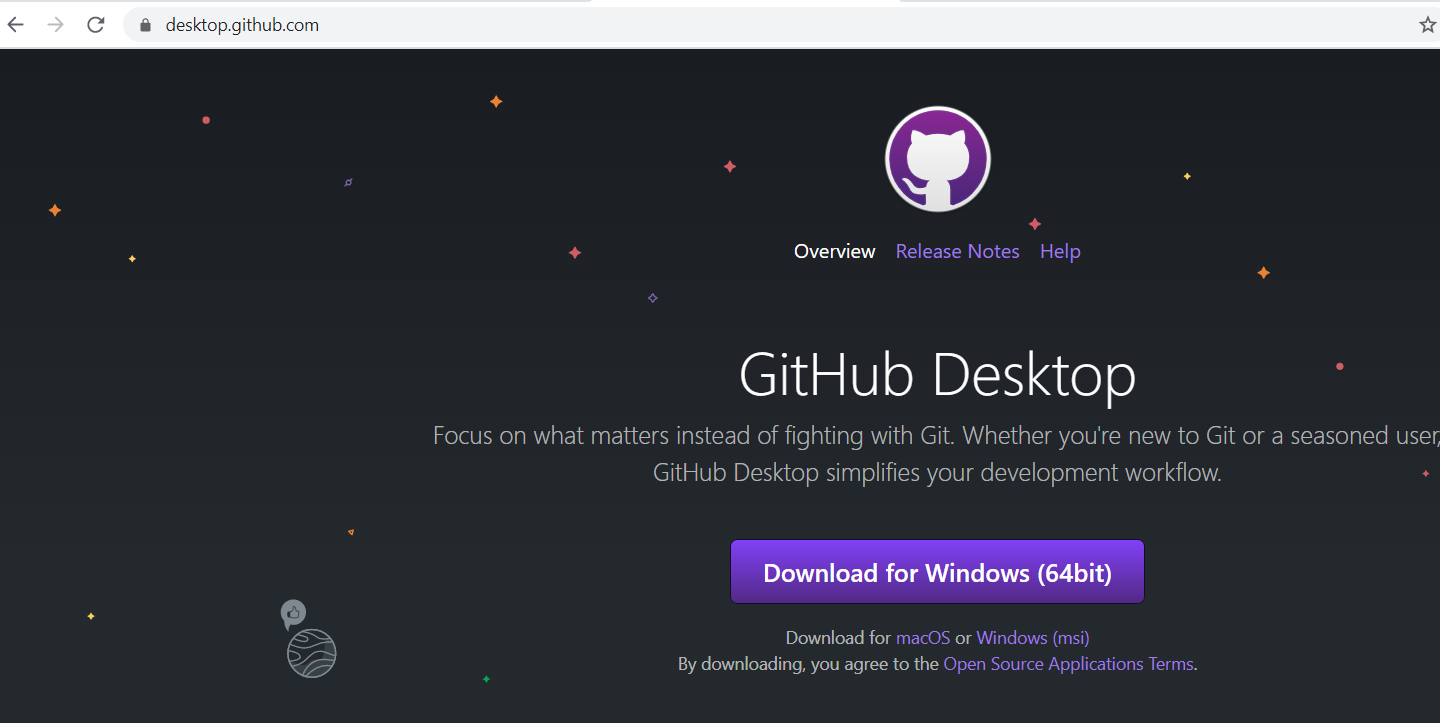 desktop.github.com
Overview Release Notes Help
GitHub Desktop
Focus on what matters instead of fighting with Git. Whether you're new to Git or a seasoned user,
GitHub Desktop simplifies your development workflow.
Download for Windows (64bit)
Download for macOS or Windows (msi)
By downloading, you agree to the Open Source Applications Terms.